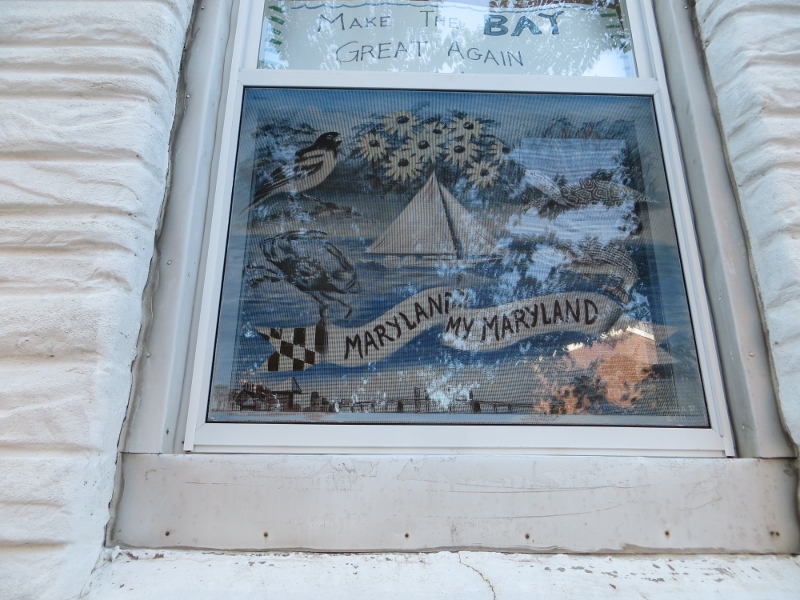 MAKE THE BAY
GREAT AGAIN
MARYLAND
MY MARYLAND